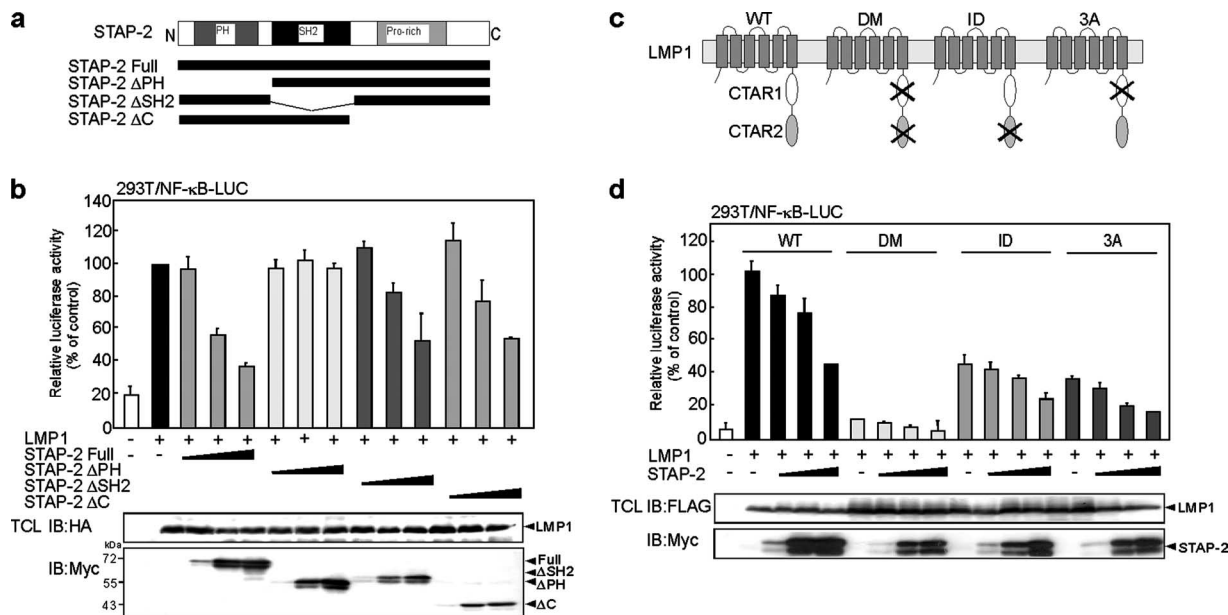 a
STAP-2 N PH SH2 Pro-rich C
STAP-2 Full
STAP-2 ΔPH
STAP-2 ΔSH2
STAP-2 ΔC
b
293T/NF-κB-LUC
Relative luciferase activity
(% of control)
140
120
100
80
60
40
20
0
LMP1 - + + + + + + + + + + + + +
STAP-2 Full - -
STAP-2 ΔPH
STAP-2 ΔSH2
STAP-2 ΔC
TCL IB:HA LMP1
kDa
72
55
43
IB:Myc
Full
ΔSH2
ΔPH
ΔC
c
WT DM ID 3A
LMP1
CTAR1
CTAR2
d
293T/NF-κB-LUC
WT DM ID 3A
Relative luciferase activity
(% of control)
120
100
80
60
40
20
0
LMP1 - + + + + + + + + + + + + + + + +
STAP-2 - - - - -
TCL IB:FLAG LMP1
IB:Myc STAP-2